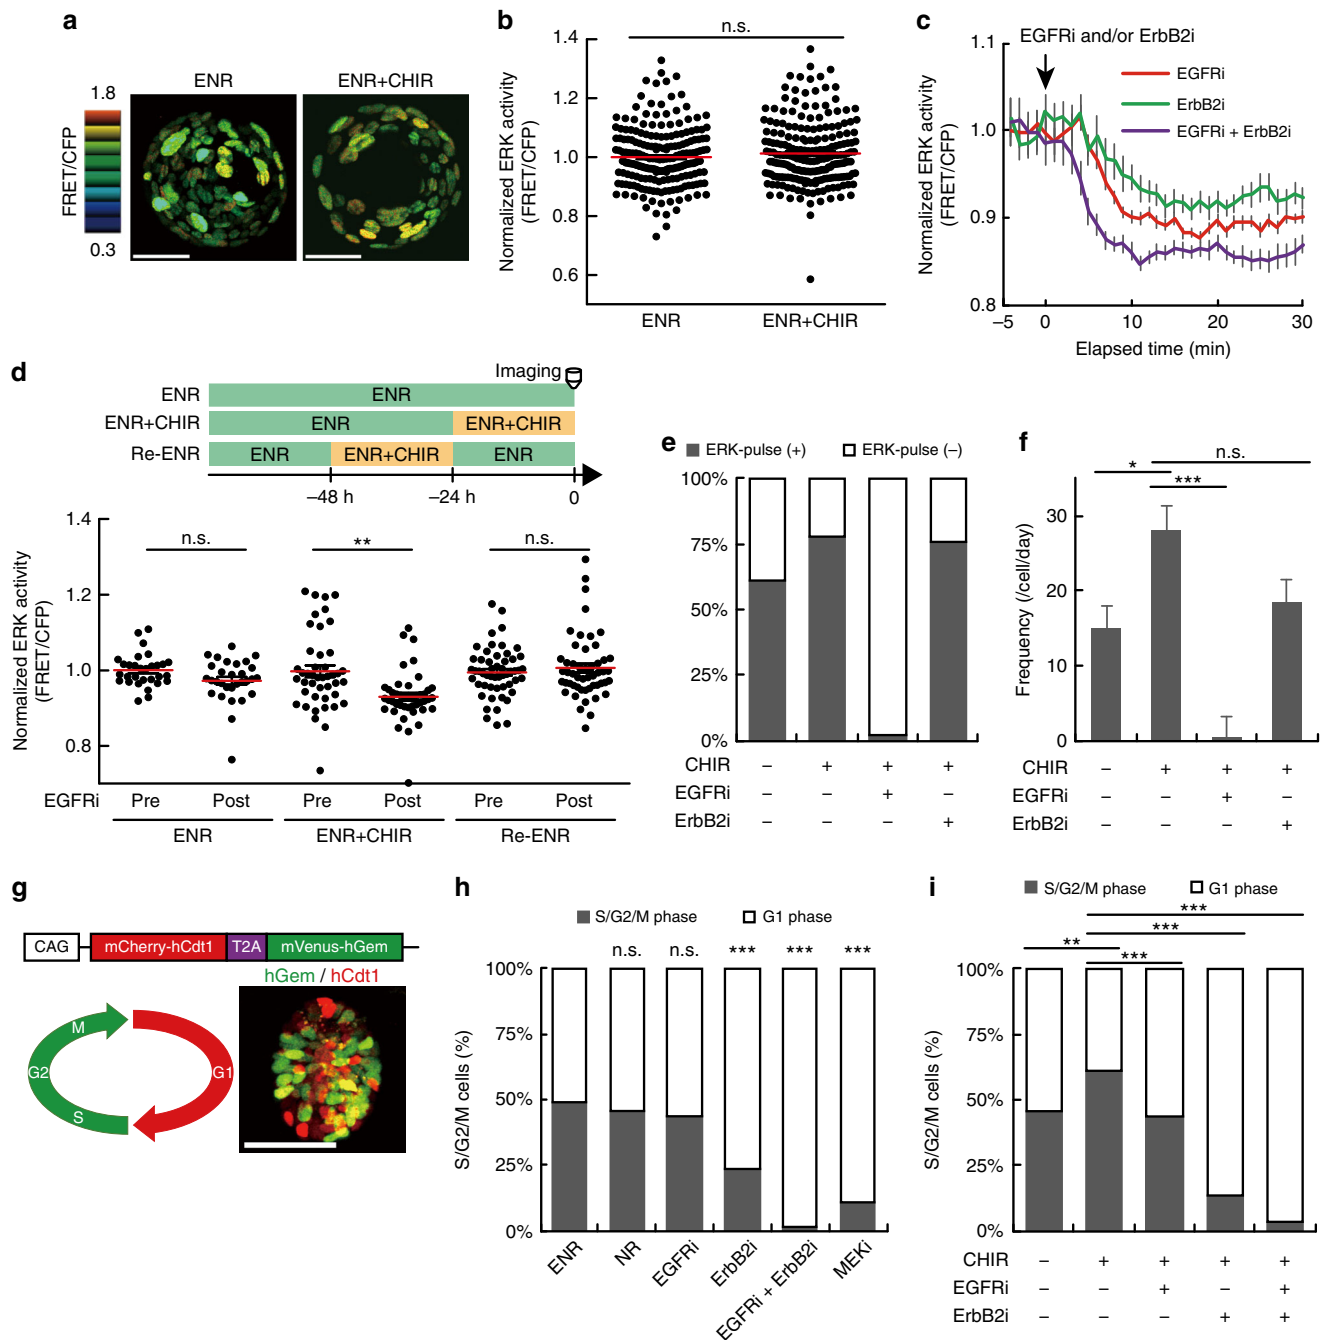 a
ENR
ENR+CHIR
1.8
FRET/CFP
0.3
b
n.s.
Normalized ERK activity
(FRET/CFP)
1.4
1.2
1.0
0.8
0.6
ENR
ENR+CHIR
c
EGFRi and/or ErbB2i
EGFRi
ErbB2i
EGFRi + ErbB2i
Normalized ERK activity
(FRET/CFP)
1.1
1.0
0.9
0.8
–5 0 10 20 30
Elapsed time (min)
d
Imaging
ENR ENR
ENR+CHIR ENR ENR+CHIR
Re-ENR ENR ENR+CHIR ENR
–48 h –24 h 0
Normalized ERK activity
(FRET/CFP)
1.4
1.2
1.0
0.8
n.s. ** n.s.
EGFRi Pre Post Pre Post Pre Post
ENR ENR+CHIR Re-ENR
e
ERK-pulse (+) ERK-pulse (–)
100%
75%
50%
25%
0%
CHIR – + + +
EGFRi – – + –
ErbB2i – – – +
f
n.s.
* ***
Frequency (/cell/day)
30
20
10
0
CHIR – + + +
EGFRi – – + –
ErbB2i – – – +
g
CAG mCherry-hCdt1 T2A mVenus-hGem
hGem / hCdt1
M
G2 G1
S
h
S/G2/M phase G1 phase
n.s. n.s. *** *** ***
S/G2/M cells (%)
100%
75%
50%
25%
0%
ENR NR EGFRi ErbB2i EGFRi + ErbB2i MEKi
i
S/G2/M phase G1 phase
***
***
**
***
S/G2/M cells (%)
100%
75%
50%
25%
0%
CHIR – + + + +
EGFRi – – + – +
ErbB2i – – – + +